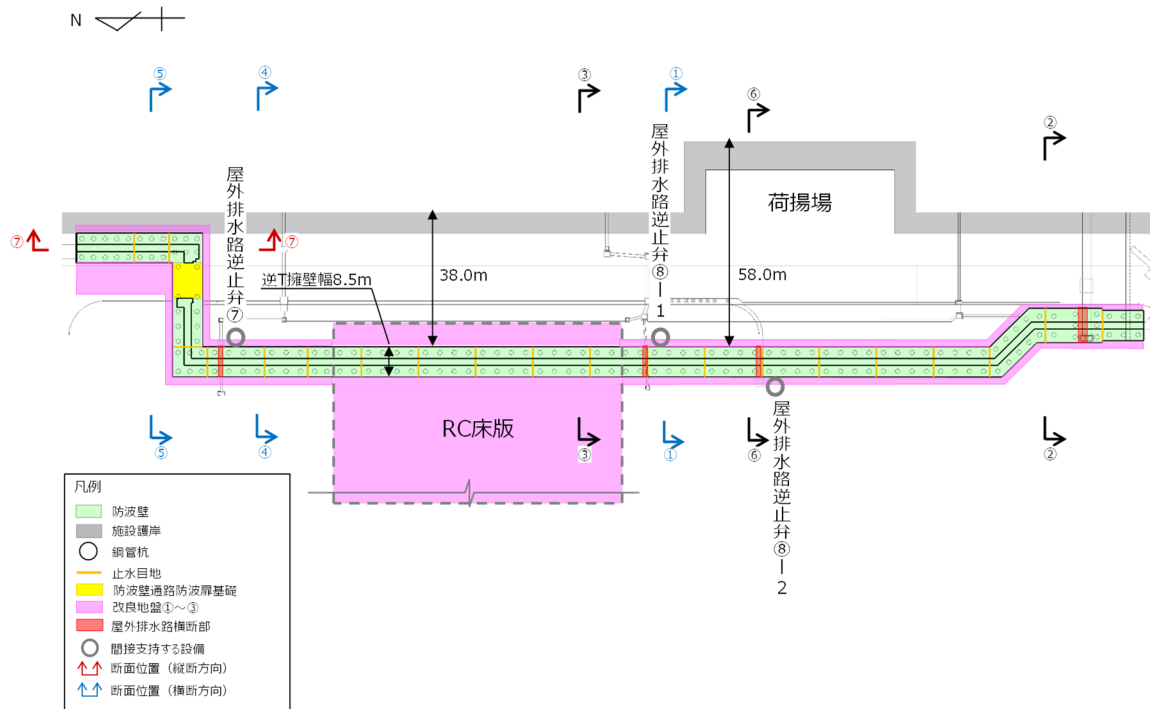 N
⑤
④
③
①
⑥
②
屋外排水路逆止弁⑦
屋外排水路逆止弁⑧ー1
荷揚場
⑦
⑦
逆T擁壁幅8.5m
38.0m
58.0m
RC床版
屋外排水路逆止弁⑧ー2
⑤
④
③
①
⑥
②
凡例
防波壁
施設護岸
鋼管杭
止水目地
防波壁通路防波扉基礎
改良地盤①～③
屋外排水路横断部
間接支持する設備
断面位置（縦断方向）
断面位置（横断方向）